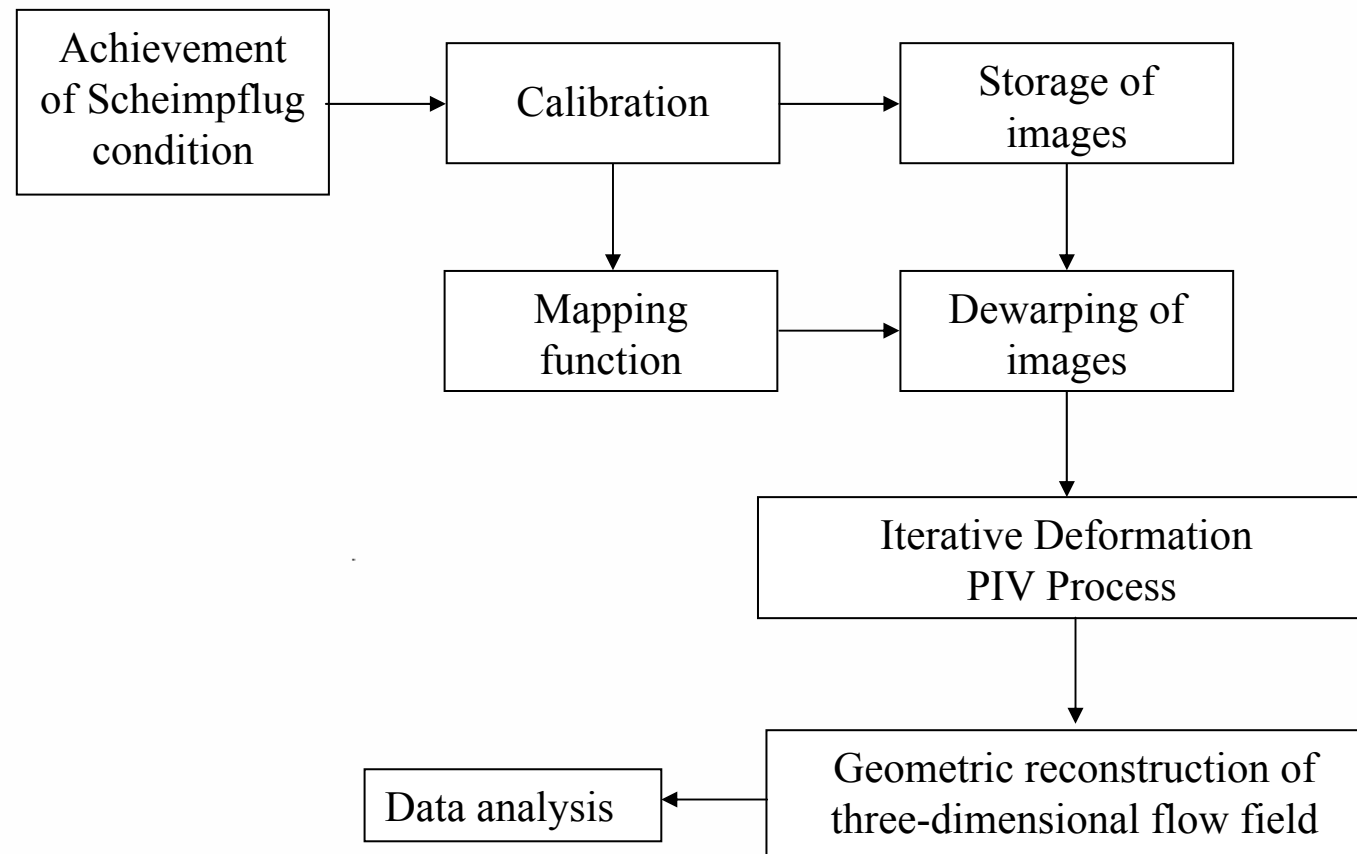 Achievement
of Scheimpflug
condition
Calibration
Storage of
images
Mapping
function
Dewarping of
images
Iterative Deformation
PIV Process
Geometric reconstruction of
three-dimensional flow field
Data analysis